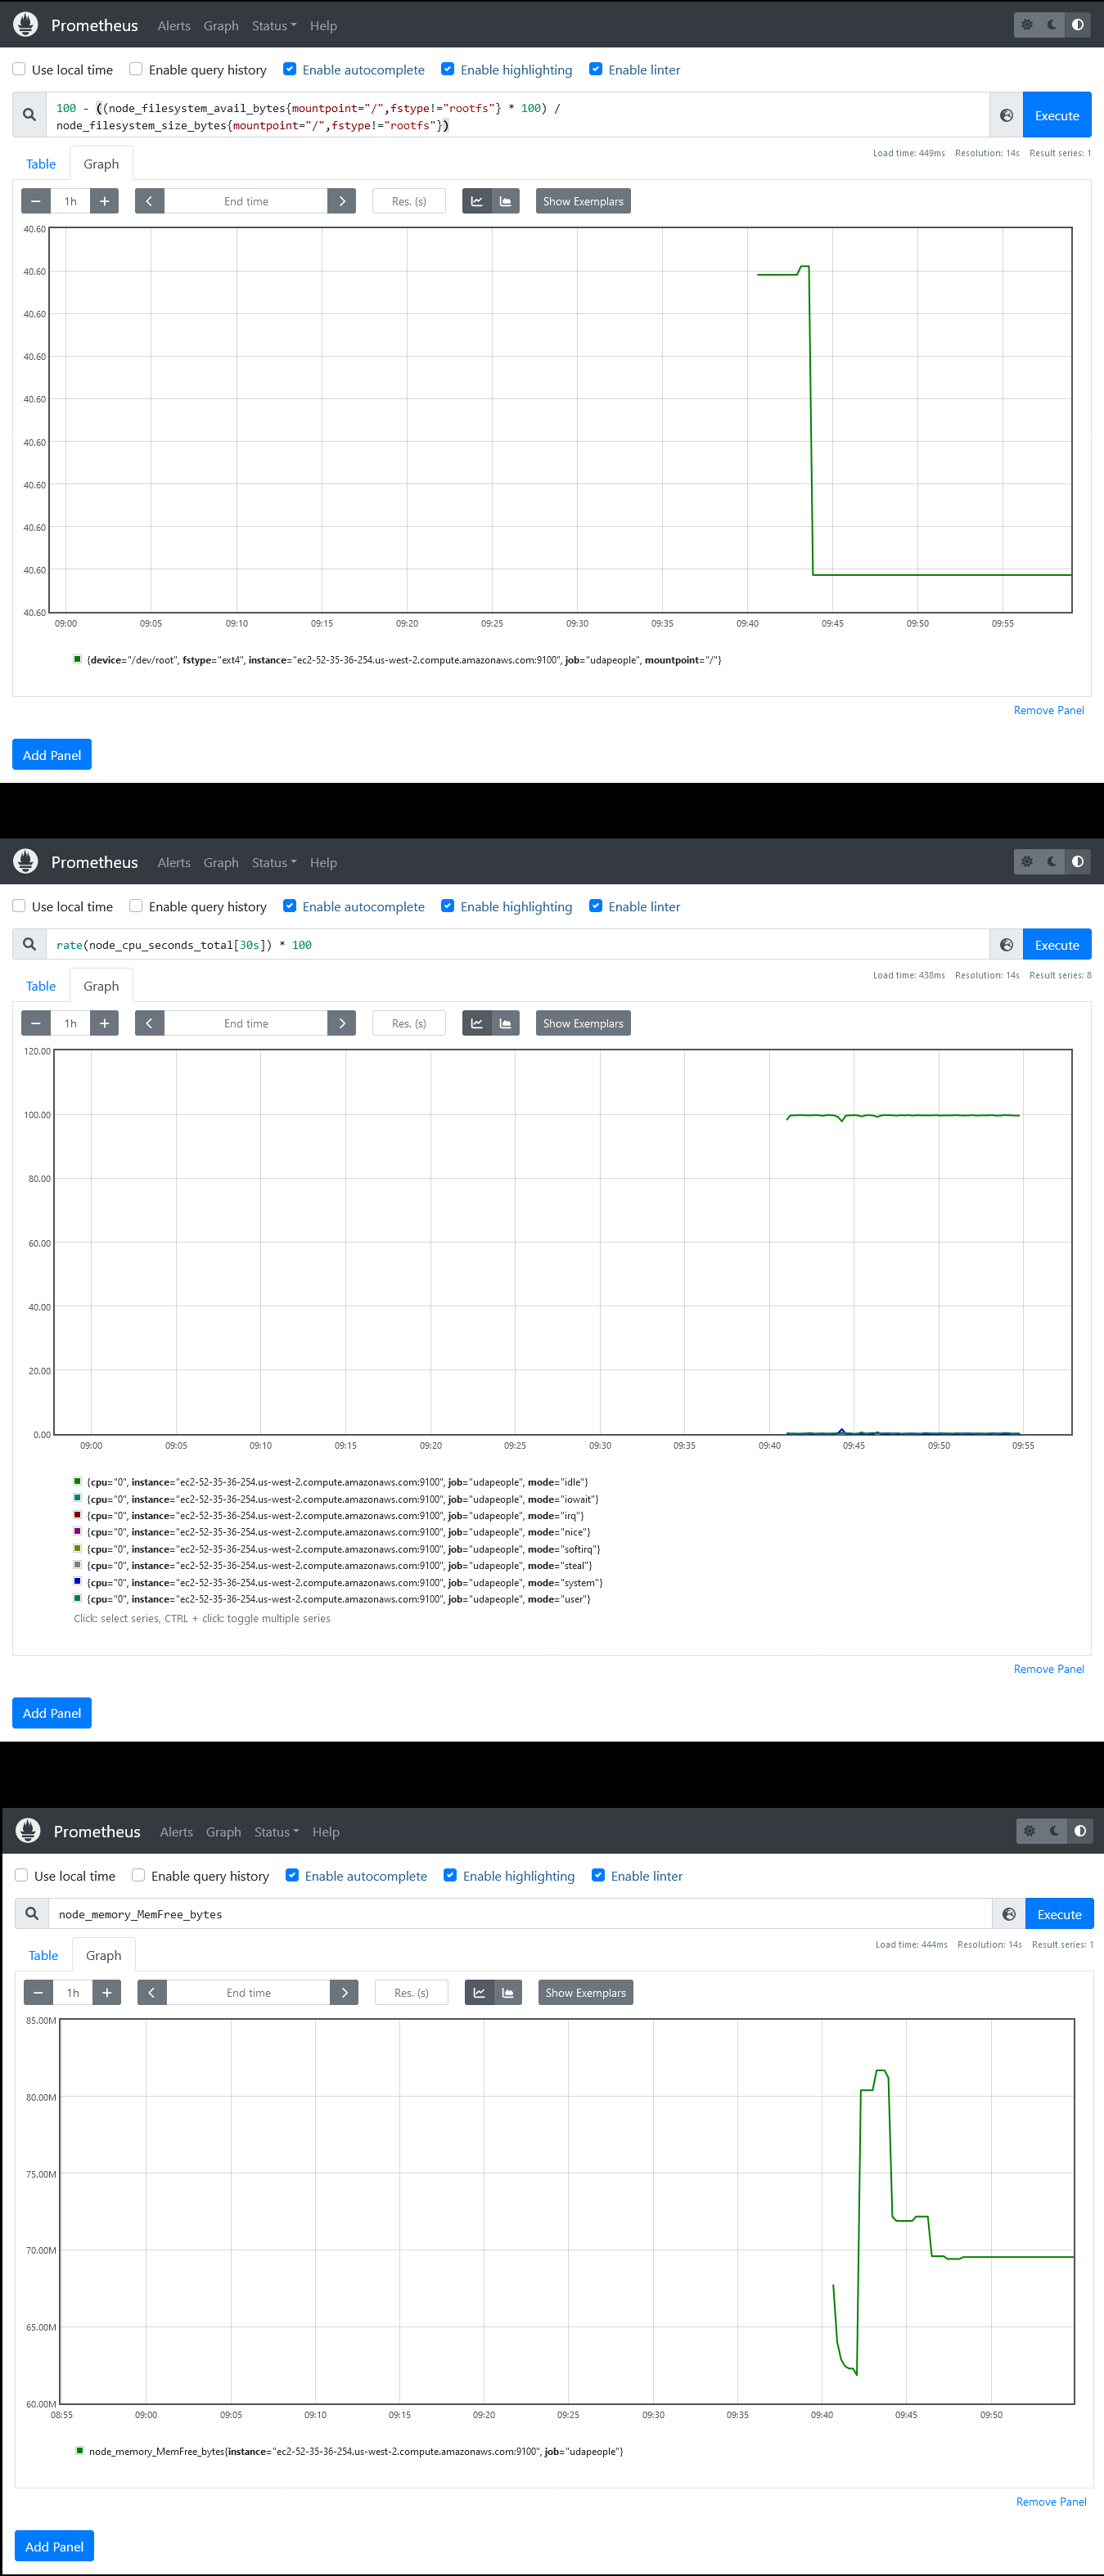 Prometheus Alerts Graph Status Help
Use local time Enable query history Enable autocomplete Enable highlighting Enable linter
100 - ((node_filesystem_avail_bytes{mountpoint="/",fstype!="rootfs"} * 100) /
node_filesystem_size_bytes{mountpoint="/",fstype!="rootfs"})
Execute
Table Graph
Load time: 449ms Resolution: 14s Result series: 1
1h End time Res. (s) Show Exemplars
40.60
40.60
40.60
40.60
40.60
40.60
40.60
40.60
40.60
40.60
09:00 09:05 09:10 09:15 09:20 09:25 09:30 09:35 09:40 09:45 09:50 09:55
{device="/dev/root", fstype="ext4", instance="ec2-52-35-36-254.us-west-2.compute.amazonaws.com:9100", job="udapeople", mountpoint="/"}
Remove Panel
Add Panel
Prometheus Alerts Graph Status Help
Use local time Enable query history Enable autocomplete Enable highlighting Enable linter
rate(node_cpu_seconds_total[30s]) * 100
Execute
Table Graph
Load time: 438ms Resolution: 14s Result series: 8
1h End time Res. (s) Show Exemplars
120.00
100.00
80.00
60.00
40.00
20.00
0.00
09:00 09:05 09:10 09:15 09:20 09:25 09:30 09:35 09:40 09:45 09:50 09:55
{cpu="0", instance="ec2-52-35-36-254.us-west-2.compute.amazonaws.com:9100", job="udapeople", mode="idle"}
{cpu="0", instance="ec2-52-35-36-254.us-west-2.compute.amazonaws.com:9100", job="udapeople", mode="iowait"}
{cpu="0", instance="ec2-52-35-36-254.us-west-2.compute.amazonaws.com:9100", job="udapeople", mode="irq"}
{cpu="0", instance="ec2-52-35-36-254.us-west-2.compute.amazonaws.com:9100", job="udapeople", mode="nice"}
{cpu="0", instance="ec2-52-35-36-254.us-west-2.compute.amazonaws.com:9100", job="udapeople", mode="softirq"}
{cpu="0", instance="ec2-52-35-36-254.us-west-2.compute.amazonaws.com:9100", job="udapeople", mode="steal"}
{cpu="0", instance="ec2-52-35-36-254.us-west-2.compute.amazonaws.com:9100", job="udapeople", mode="system"}
{cpu="0", instance="ec2-52-35-36-254.us-west-2.compute.amazonaws.com:9100", job="udapeople", mode="user"}
Click: select series, CTRL + click: toggle multiple series
Remove Panel
Add Panel
Prometheus Alerts Graph Status Help
Use local time Enable query history Enable autocomplete Enable highlighting Enable linter
node_memory_MemFree_bytes
Execute
Table Graph
Load time: 444ms Resolution: 14s Result series: 1
1h End time Res. (s) Show Exemplars
85.00M
80.00M
75.00M
70.00M
65.00M
60.00M
08:55 09:00 09:05 09:10 09:15 09:20 09:25 09:30 09:35 09:40 09:45 09:50
node_memory_MemFree_bytes{instance="ec2-52-35-36-254.us-west-2.compute.amazonaws.com:9100", job="udapeople"}
Remove Panel
Add Panel